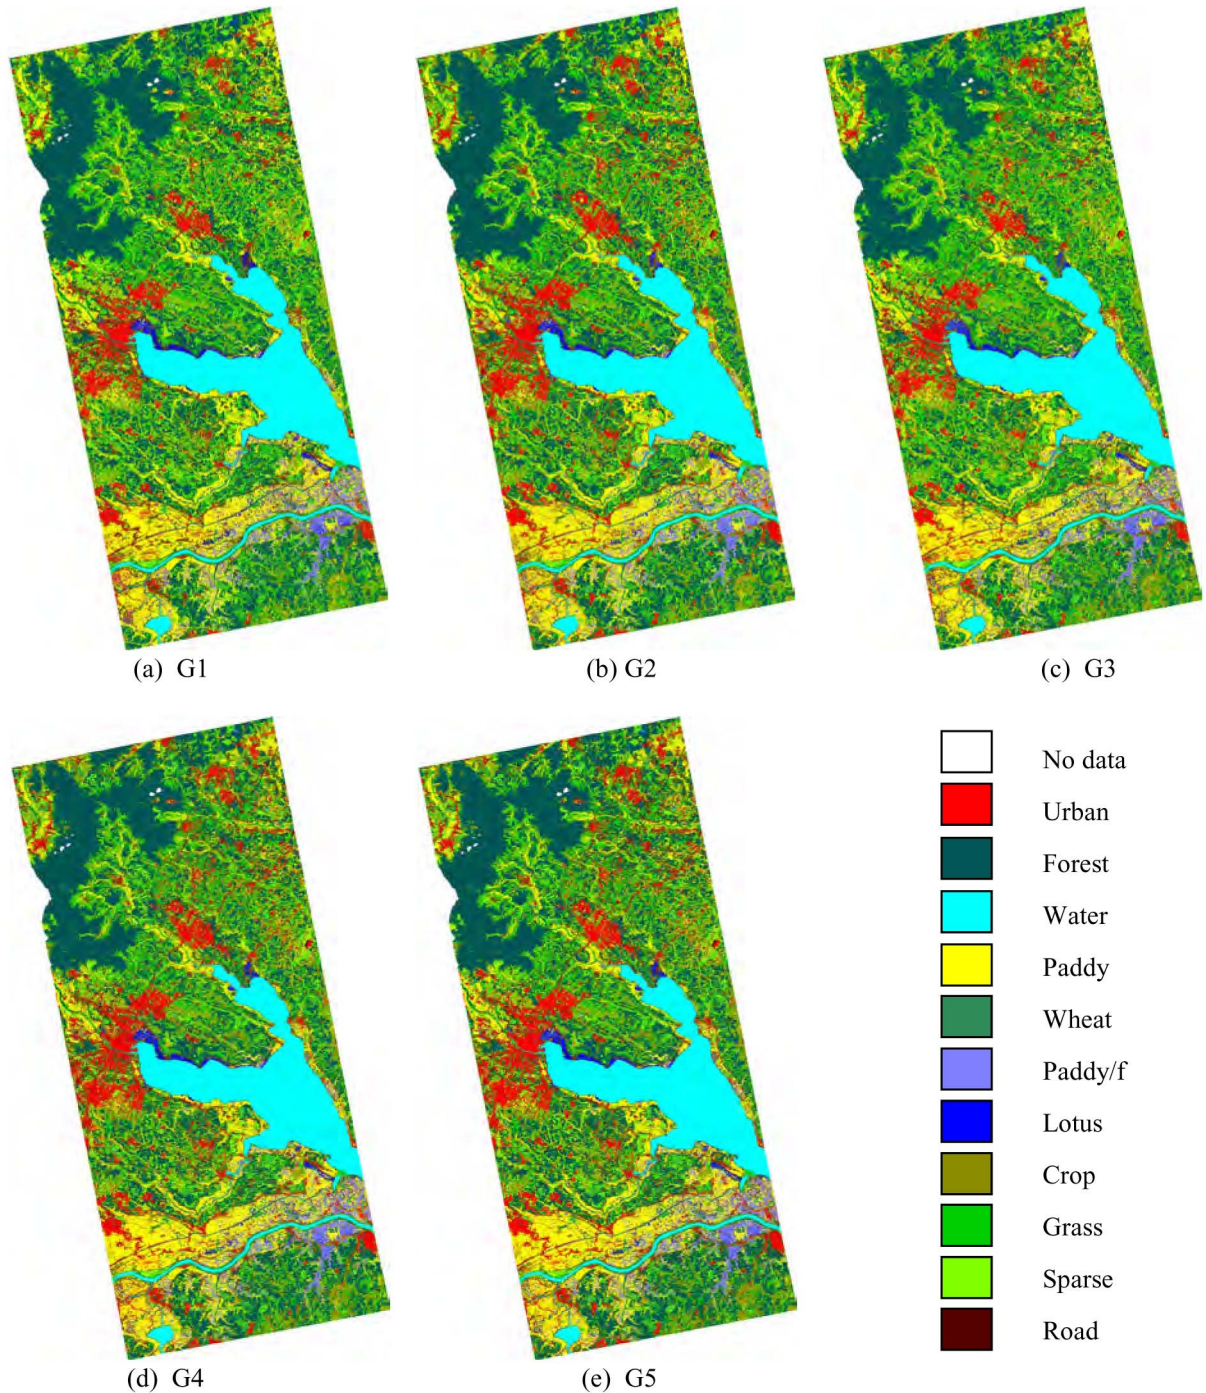 (a) G1
(b) G2
(c) G3
(d) G4
(e) G5
No data
Urban
Forest
Water
Paddy
Wheat
Paddy/f
Lotus
Crop
Grass
Sparse
Road